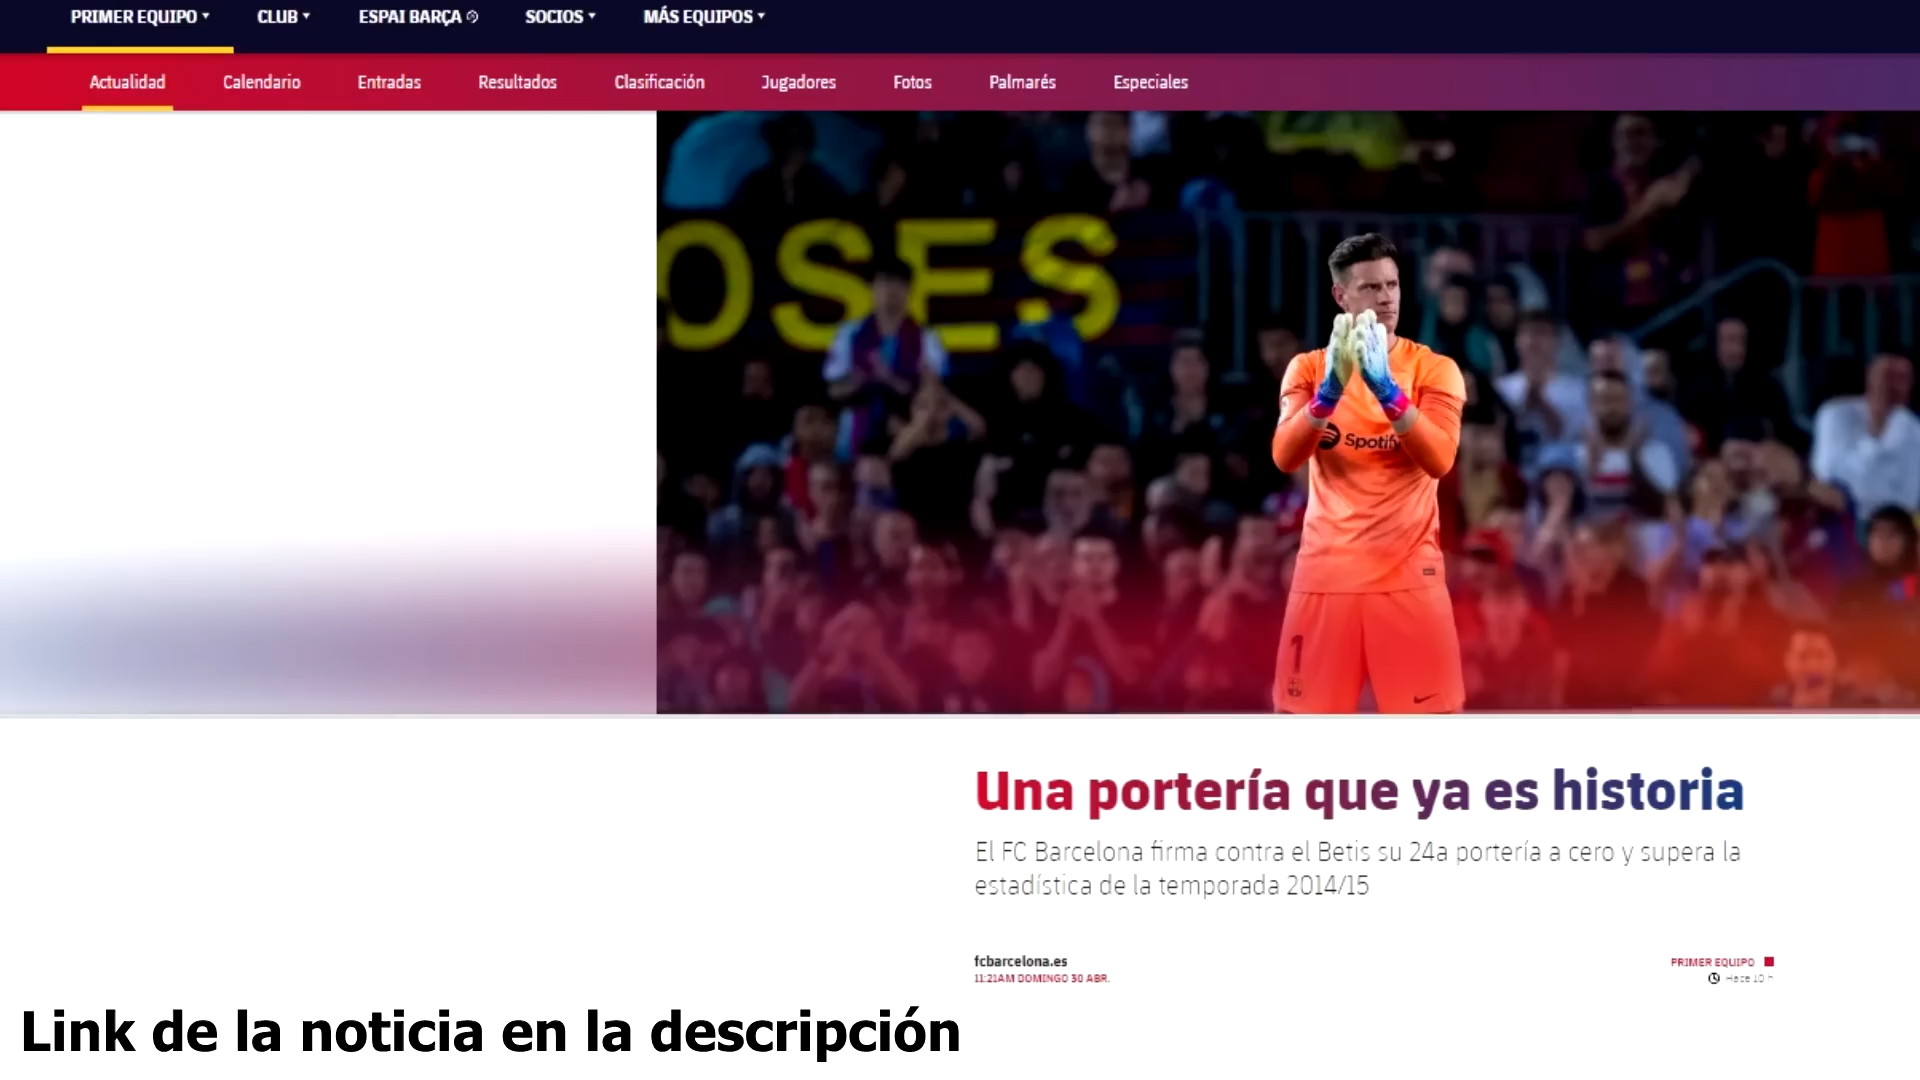 PRIMER EQUIPO CLUB ESPAI BARÇA SOCIOS MÁS EQUIPOS
Actualidad Calendario Entradas Resultados Clasificación Jugadores Fotos Palmarés Especiales
OSES
Spotify
1
Una portería que ya es historia
El FC Barcelona firma contra el Betis su 24a portería a cero y supera la
estadística de la temporada 2014/15
fcbarcelona.es
11:21AM DOMINGO 30 ABR.
PRIMER EQUIPO
Hace 10 h
Link de la noticia en la descripción